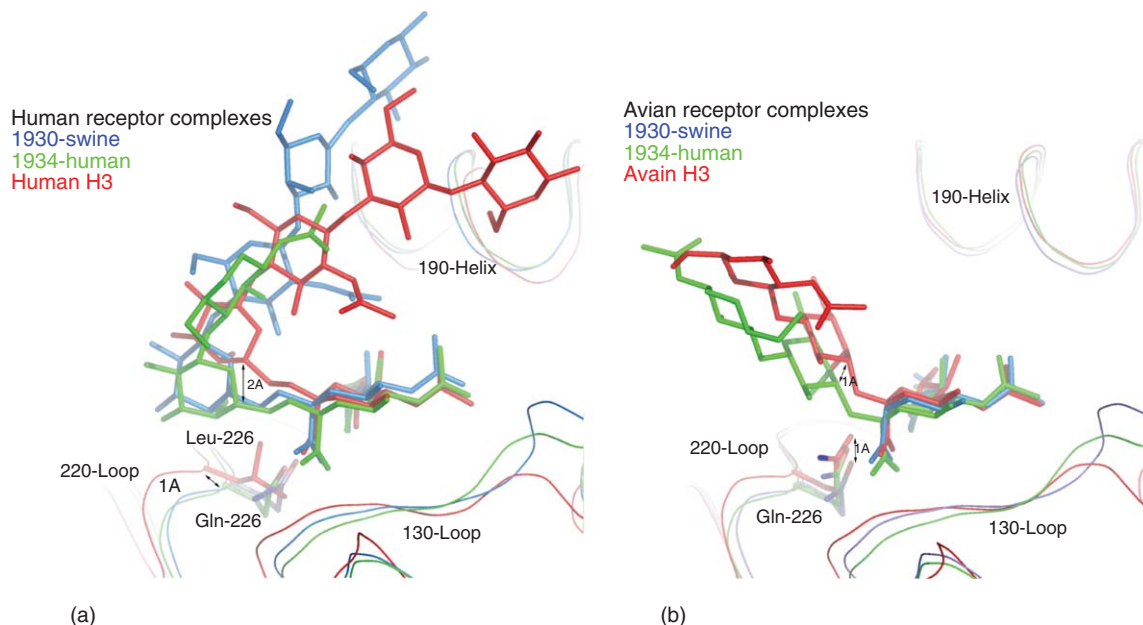 Human receptor complexes
1930-swine
1934-human
Human H3
190-Helix
2A
Leu-226
220-Loop
1A
Gln-226
130-Loop
(a)
Avian receptor complexes
1930-swine
1934-human
Avain H3
190-Helix
1A
220-Loop
1A
Gln-226
130-Loop
(b)